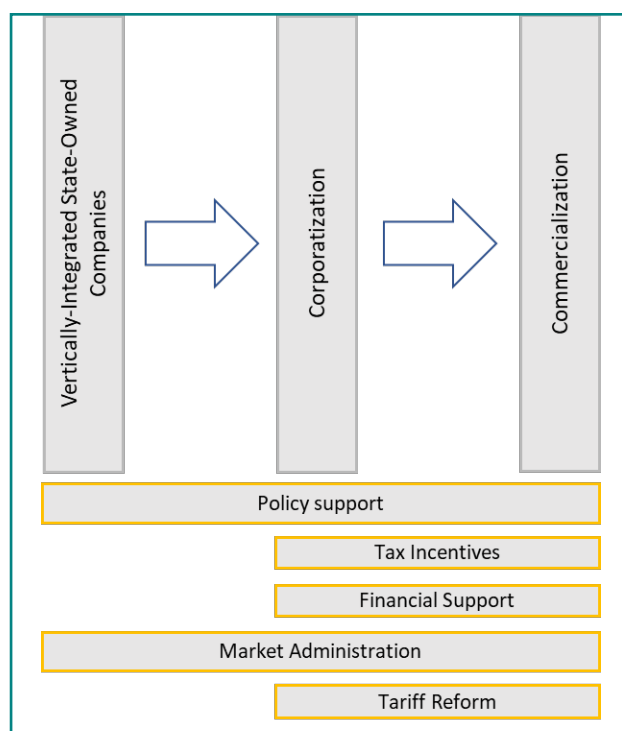 Vertically-Integrated State-Owned
Companies
Corporatization
Commercialization
Policy support
Tax Incentives
Financial Support
Market Administration
Tariff Reform